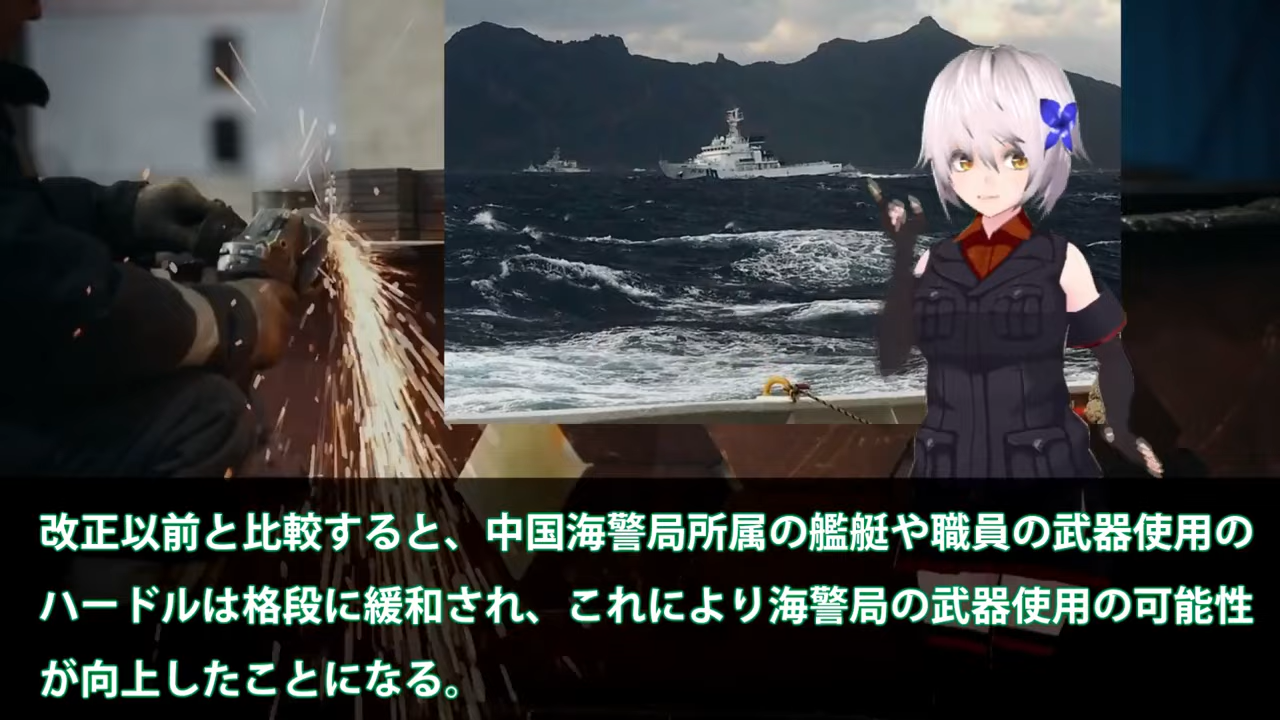 改正以前と比較すると、中国海警局所属の艦艇や職員の武器使用の
ハードルは格段に緩和され、これにより海警局の武器使用の可能性
が向上したことになる。